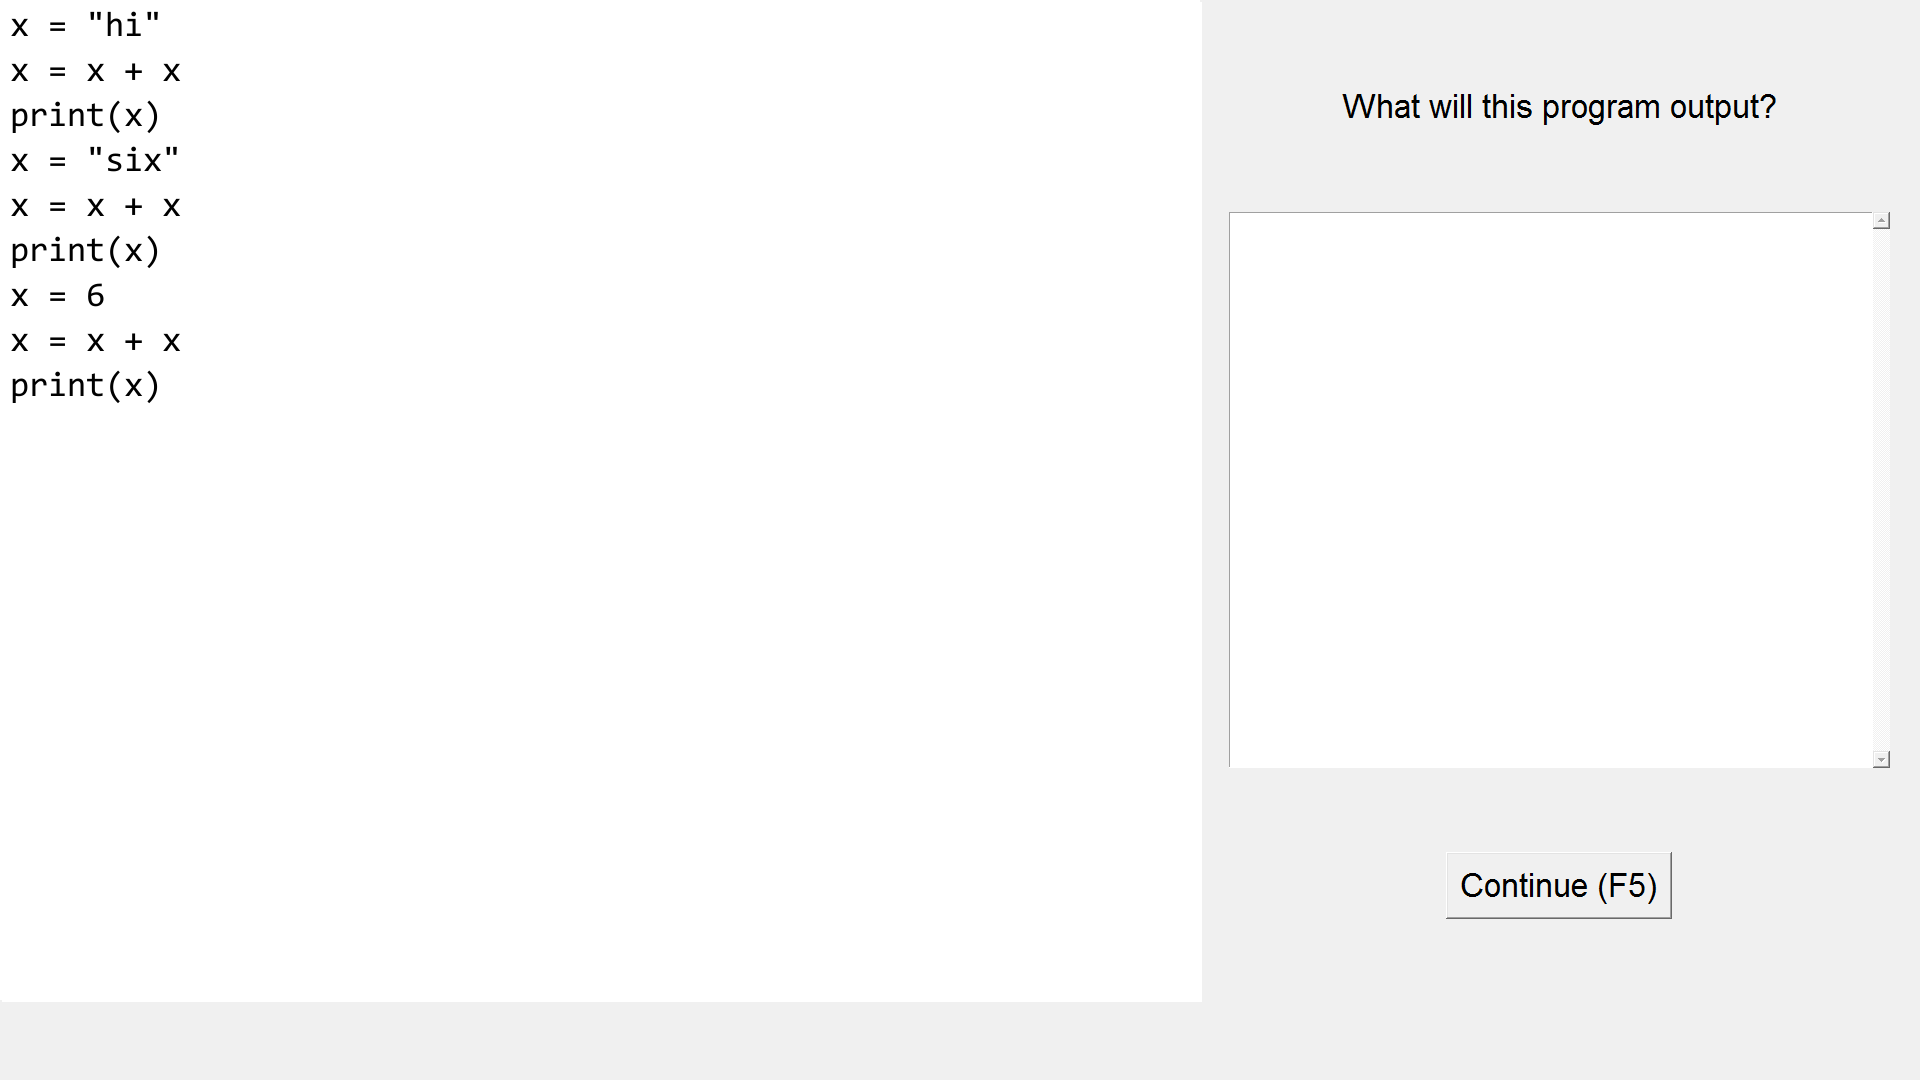 x = "hi"
x = x + x
print(x)
x = "six"
x = x + x
print(x)
x = 6
x = x + x
print(x)
What will this program output?
Continue (F5)